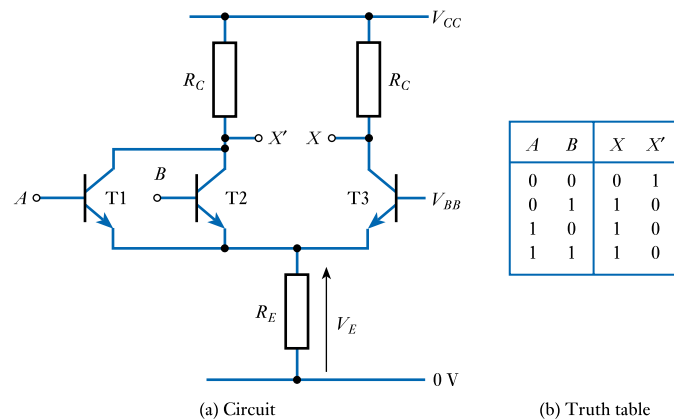 V_CC
R_C
R_C
X′
X
A
B
T1
T2
T3
V_BB
R_E
V_E
0 V
(a) Circuit
A B X X′
0 0 0 1
0 1 1 0
1 0 1 0
1 1 1 0
(b) Truth table